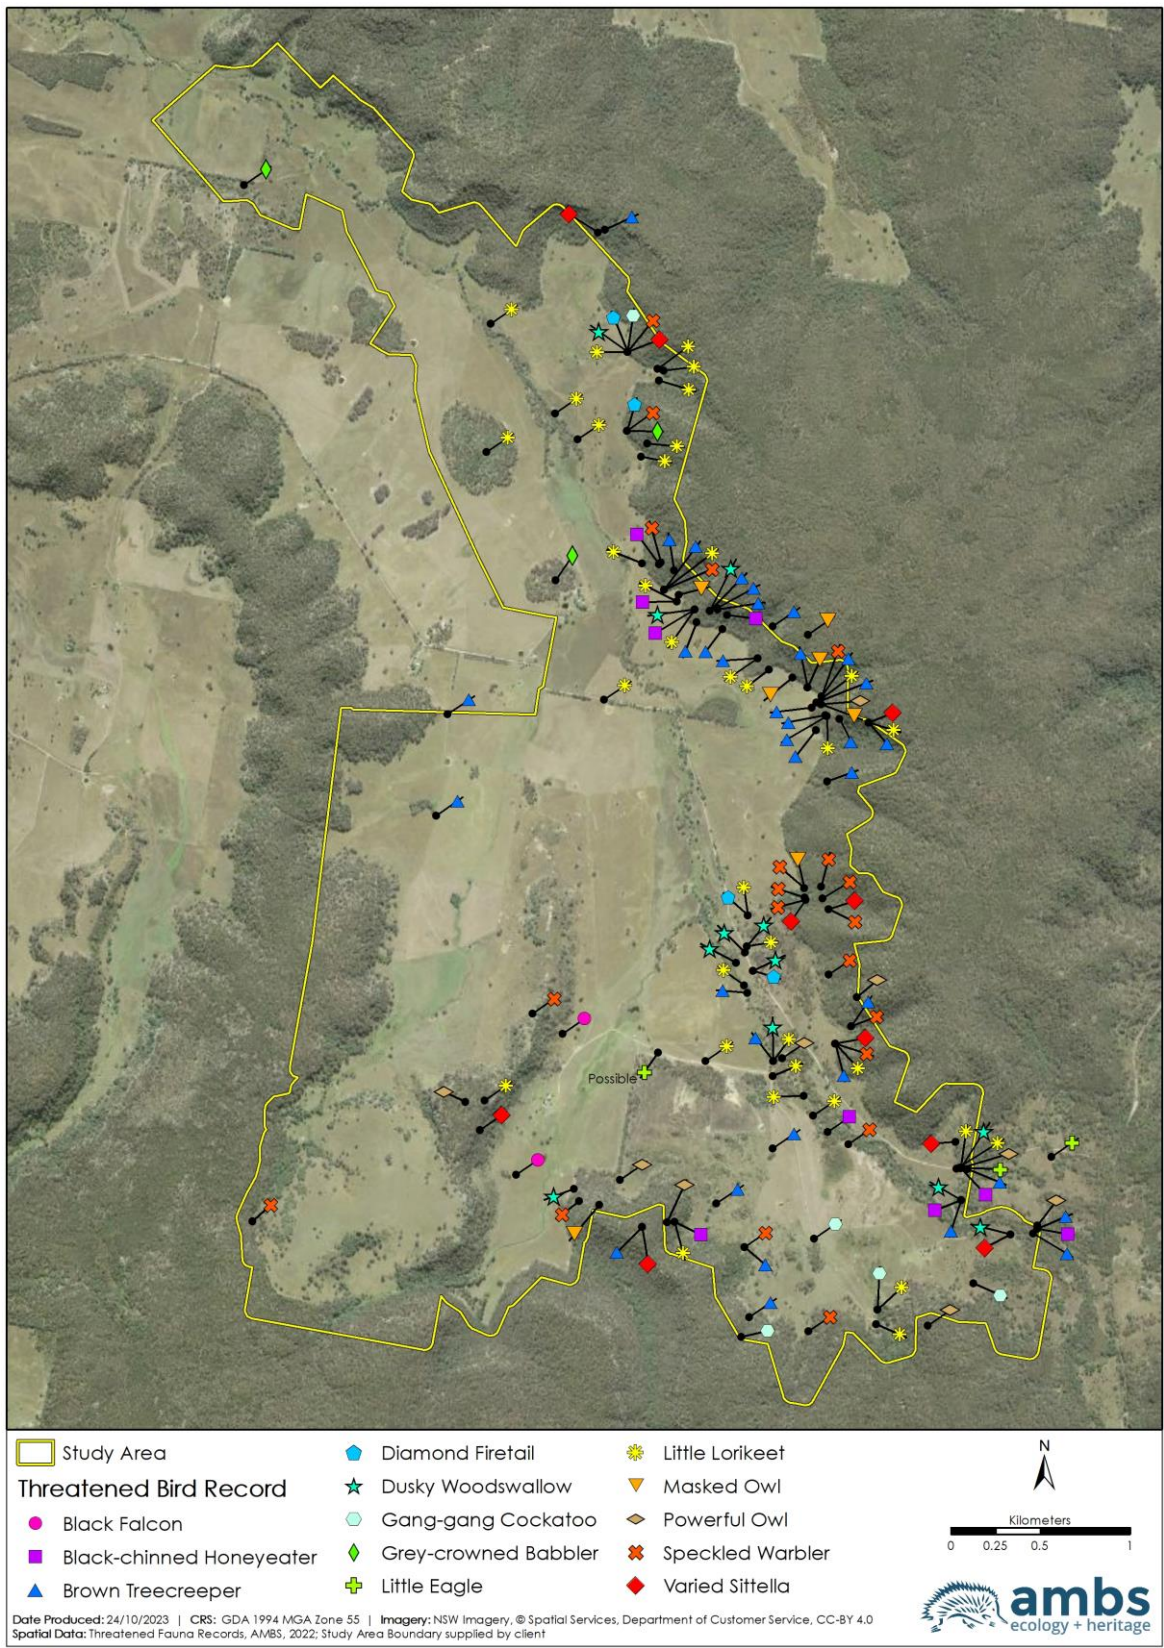 Possible
N
Study Area
Threatened Bird Record
Black Falcon
Black-chinned Honeyeater
Brown Treecreeper
Diamond Firetail
Dusky Woodswallow
Gang-gang Cockatoo
Grey-crowned Babbler
Little Eagle
Little Lorikeet
Masked Owl
Powerful Owl
Speckled Warbler
Varied Sittella
Kilometers
0 0.25 0.5 1
Date Produced: 24/10/2023 | CRS: GDA 1994 MGA Zone 55 | Imagery: NSW Imagery, © Spatial Services, Department of Customer Service, CC-BY 4.0
Spatial Data: Threatened Fauna Records, AMBS, 2022; Study Area Boundary supplied by client
ambs
ecology + heritage